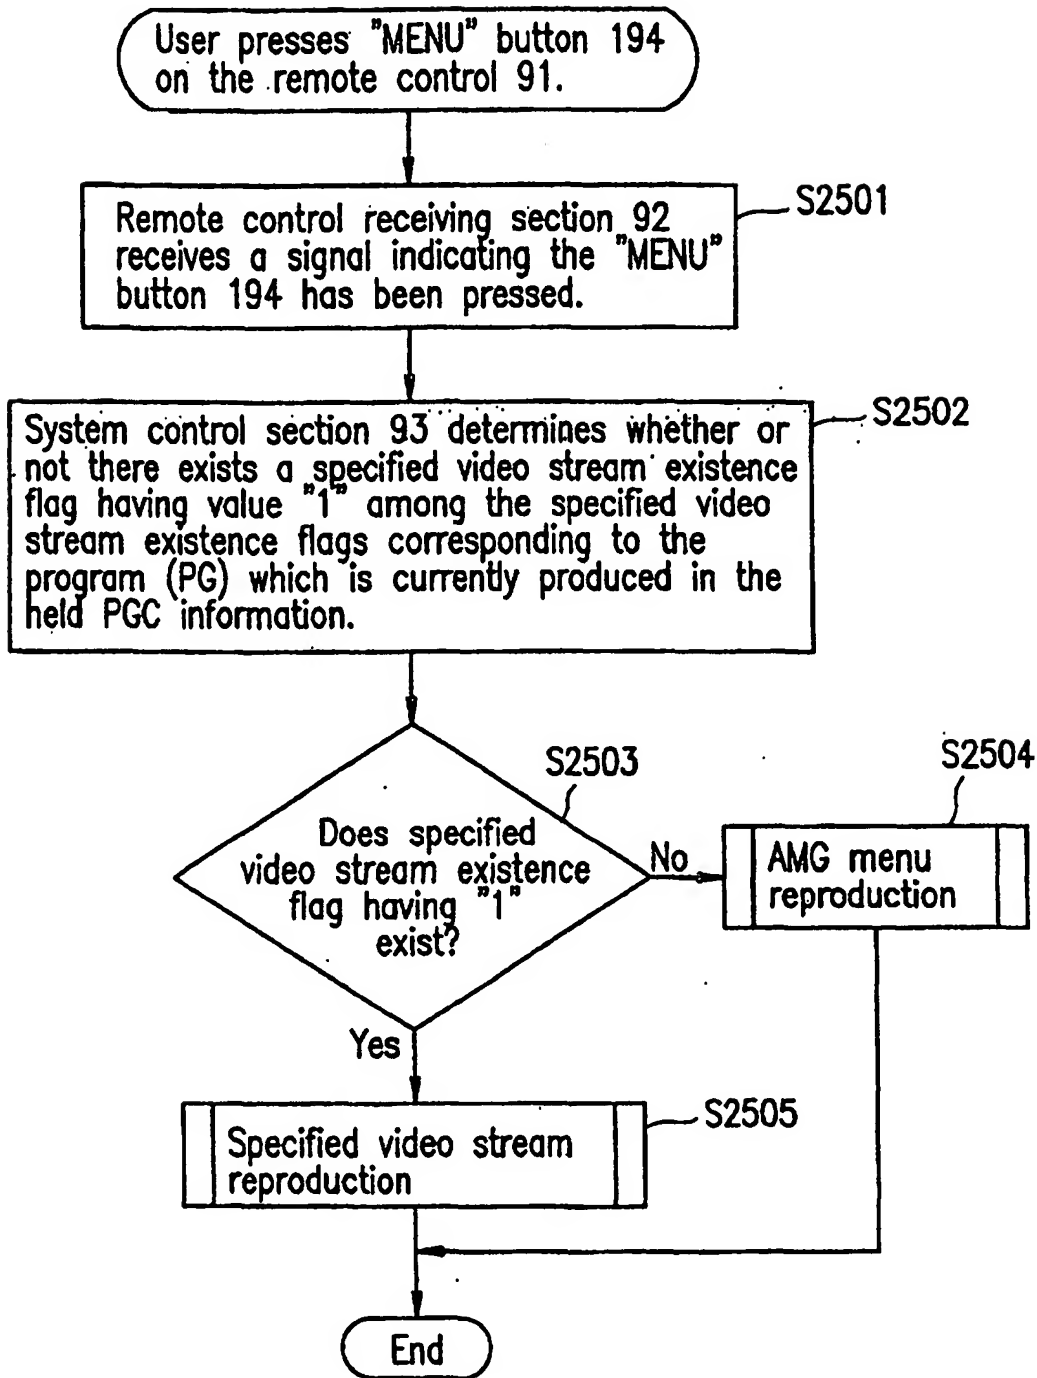 User presses "MENU" button 194
on the remote control 91.
Remote control receiving section 92
receives a signal indicating the "MENU"
button 194 has been pressed.
S2501
System control section 93 determines whether or
not there exists a specified video stream existence
flag having value "1" among the specified video
stream existence flags corresponding to the
program (PG) which is currently produced in the
held PGC information.
S2502
Does specified
video stream existence
flag having "1"
exist?
S2503
No
S2504
AMG menu
reproduction
Yes
Specified video stream
reproduction
S2505
End